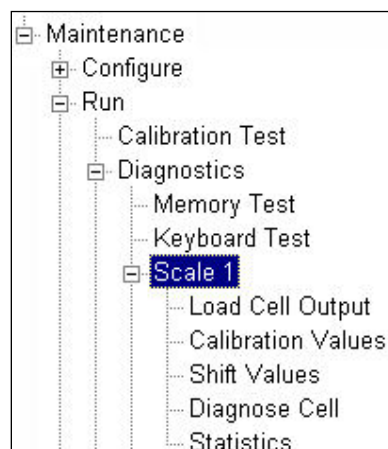 Maintenance
Configure
Run
Calibration Test
Diagnostics
Memory Test
Keyboard Test
Scale 1
Load Cell Output
Calibration Values
Shift Values
Diagnose Cell
Statistics